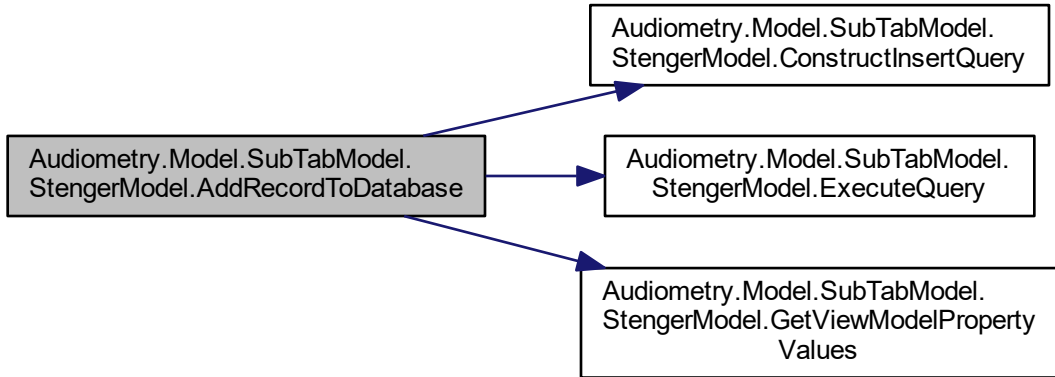 Audiometry.Model.SubTabModel.
StengerModel.ConstructInsertQuery
Audiometry.Model.SubTabModel.
StengerModel.AddRecordToDatabase
Audiometry.Model.SubTabModel.
StengerModel.ExecuteQuery
Audiometry.Model.SubTabModel.
StengerModel.GetViewModelProperty
Values